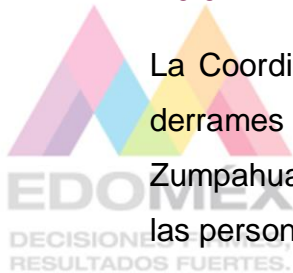 La Coordi
derrames
Zumpahua
las person
EDOMÉX
DECISIONES FIRMES,
RESULTADOS FUERTES.